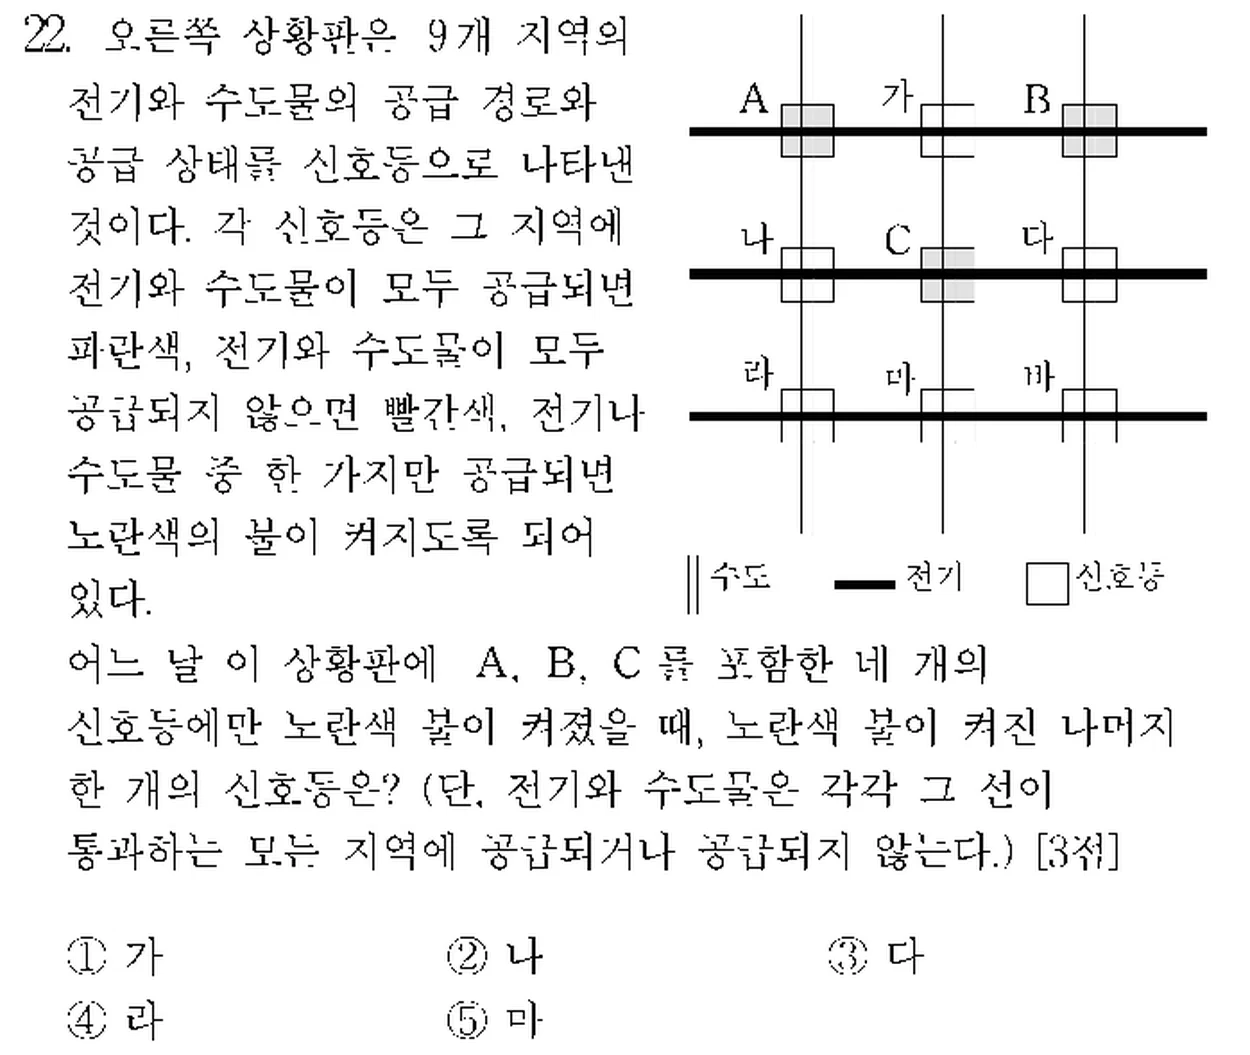 22. 오른쪽 상황판은 9개 지역의
전기와 수도물의 공급 경로와
공급 상태를 신호등으로 나타낸
것이다. 각 신호등은 그 지역에
전기와 수도물이 모두 공급되면
파란색, 전기와 수도물이 모두
공급되지 않으면 빨간색, 전기나
수도물 중 한 가지만 공급되면
노란색의 불이 켜지도록 되어
있다.
A 가 B
나 C 다
라 마 바
수도 전기 신호등
어느 날 이 상황판에 A, B, C를 포함한 네 개의
신호등에만 노란색 불이 켜졌을 때, 노란색 불이 켜진 나머지
한 개의 신호등은? (단, 전기와 수도물은 각각 그 선이
통과하는 모든 지역에 공급되거나 공급되지 않는다.) [3점]
① 가 ② 나 ③ 다
④ 라 ⑤ 마